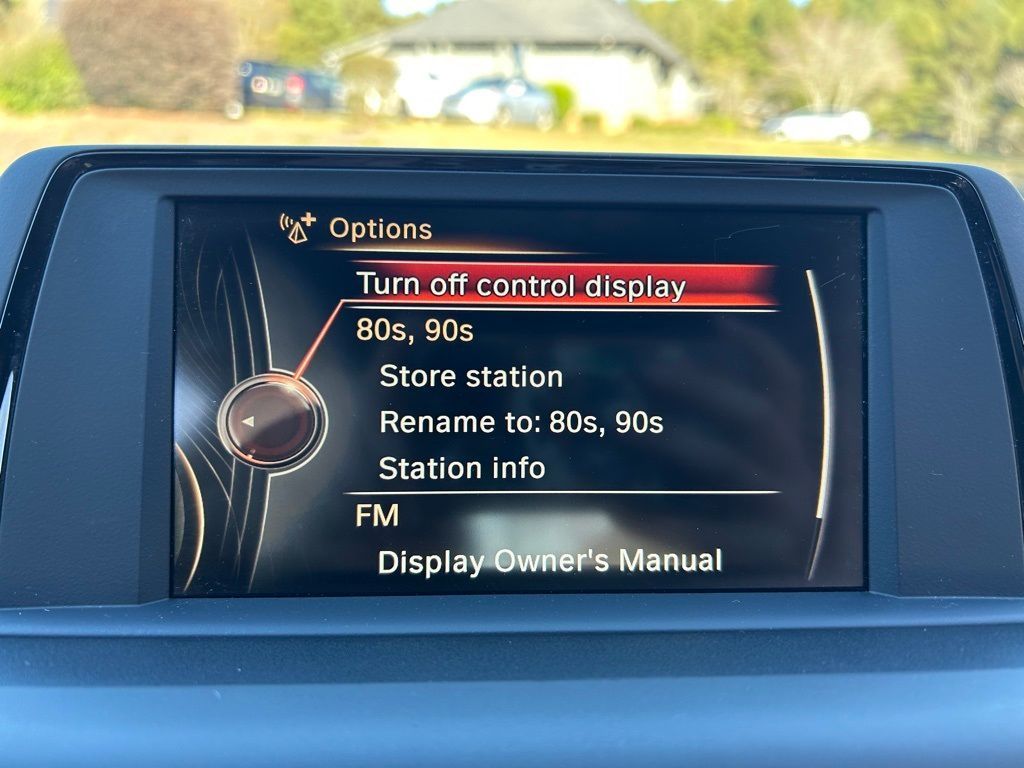 Options
Turn off control display
80s, 90s
Store station
Rename to: 80s, 90s
Station info
FM
Display Owner's Manual